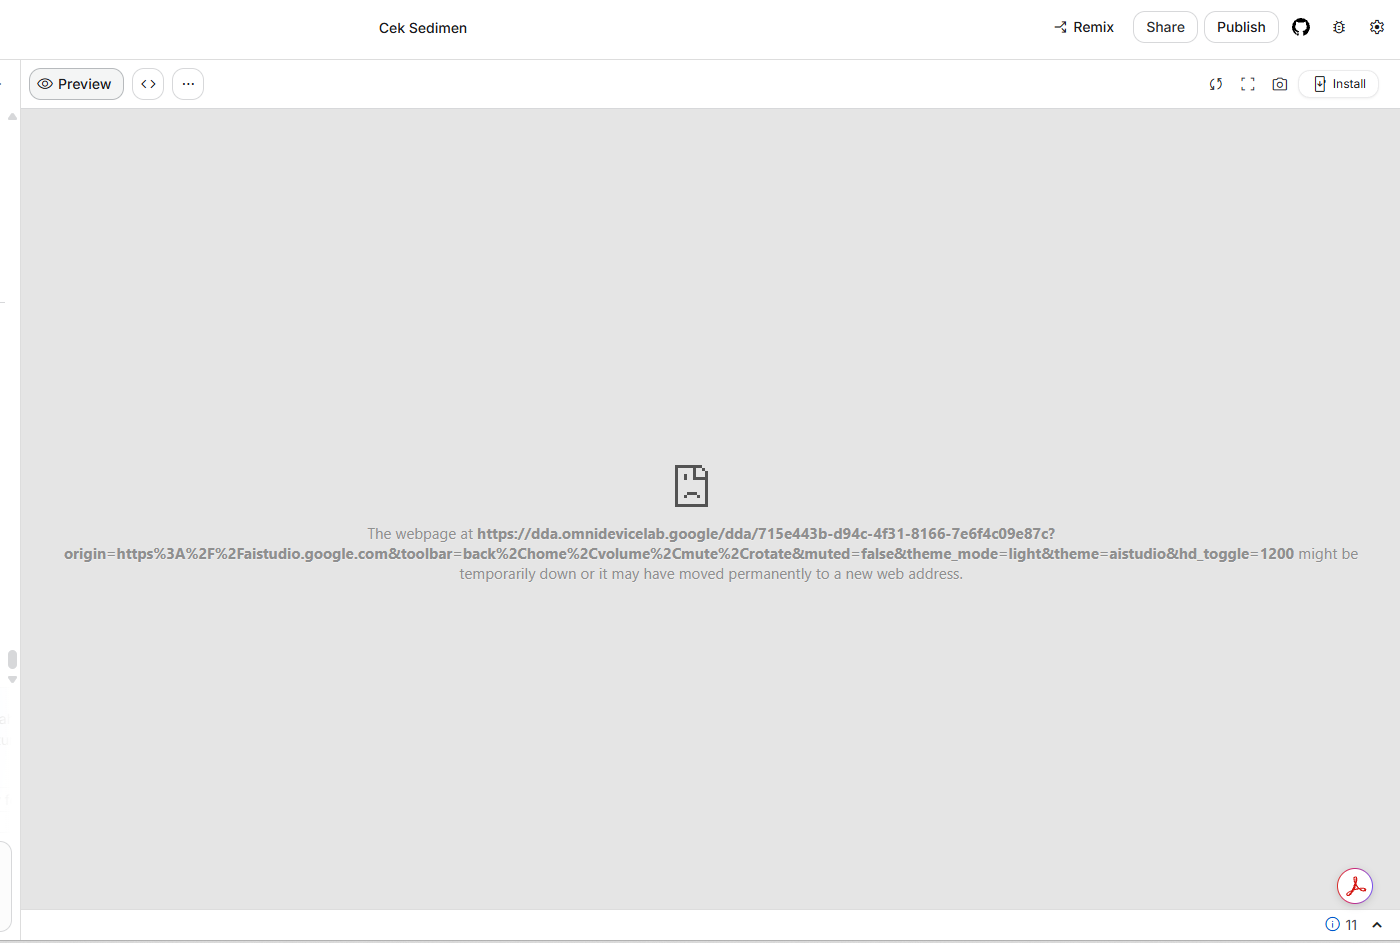 Cek Sedimen
Remix
Share
Publish
Preview
Install
The webpage at https://dda.omnidevicelab.google/dda/715e443b-d94c-4f31-8166-7e6f4c09e87c?
origin=https%3A%2F%2Faistudio.google.com&toolbar=back%2Chome%2Cvolume%2Cmute%2Crotate&muted=false&theme_mode=light&theme=aistudio&hd_toggle=1200 might be
temporarily down or it may have moved permanently to a new web address.
11